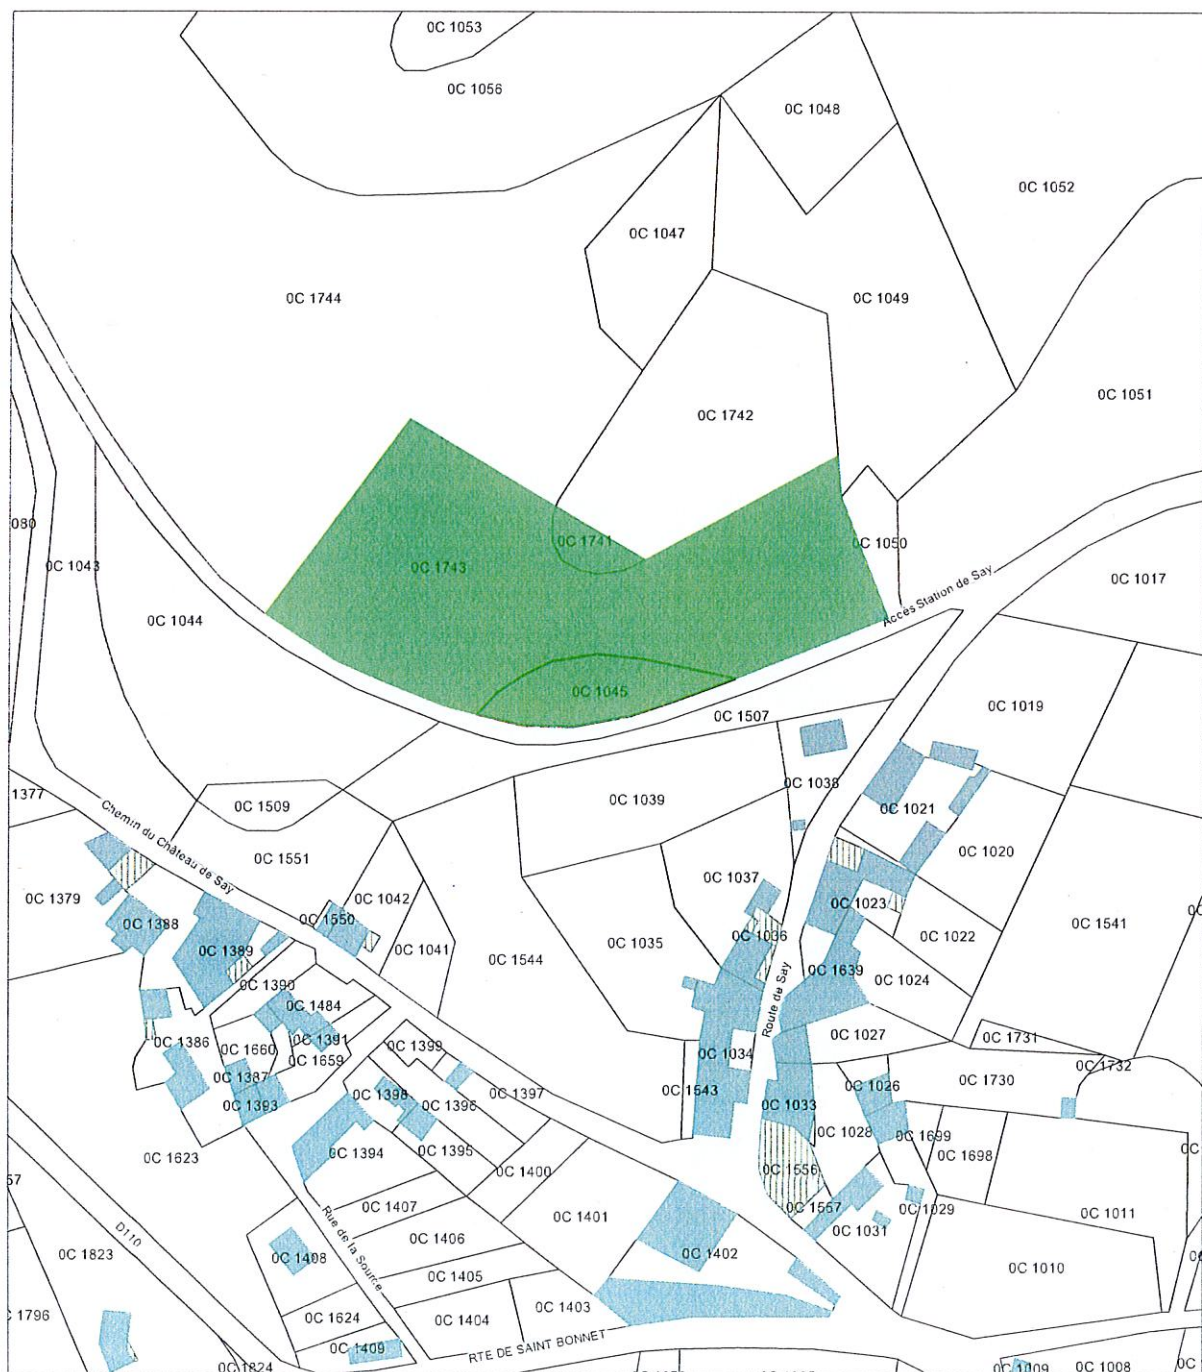 0C 1053
0C 1056
0C 1048
0C 1052
0C 1047
0C 1744
0C 1049
0C 1051
0C 1742
080
0C 1741
0C 1050
0C 1743
0C 1043
0C 1017
Accès Station de Say
0C 1044
0C 1045
0C 1507
0C 1019
0C 1038
1377
0C 1509
0C 1039
0C 1021
Chemin du Château de Say
0C 1551
0C 1020
0C 1037
0C 1379
0C 1042
0C 1023
0C 1388
0C 1550
0C 1541
0C 1036
0C 1022
0C 1389
0C 1041
0C 1035
0C 1544
0C 1639
0C 1024
0C 1390
Route de Say
0C 1484
0C 1027
0C 1731
0C 1386
0C 1391
0C 1399
0C 1660
0C 1659
0C 1034
0C 1732
0C 1387
0C 1730
0C 1026
0C 1543
0C 1397
0C 1398
0C 1393
0C 1396
0C 1033
0C 1028
0C 1699
0C 1395
0C 1394
0C 1698
0C 1623
0C 1400
0C 1556
57
0C 1407
0C 1557
0C 1029
0C 1401
0C 1011
D110
Rue de la Source
0C 1031
0C 1406
0C 1823
0C 1408
0C 1402
0C 1405
0C 1010
0C 1403
1796
0C 1624
0C 1404
RTE DE SAINT BONNET
0C 1409
0C 1824
0C 1009
0C 1008